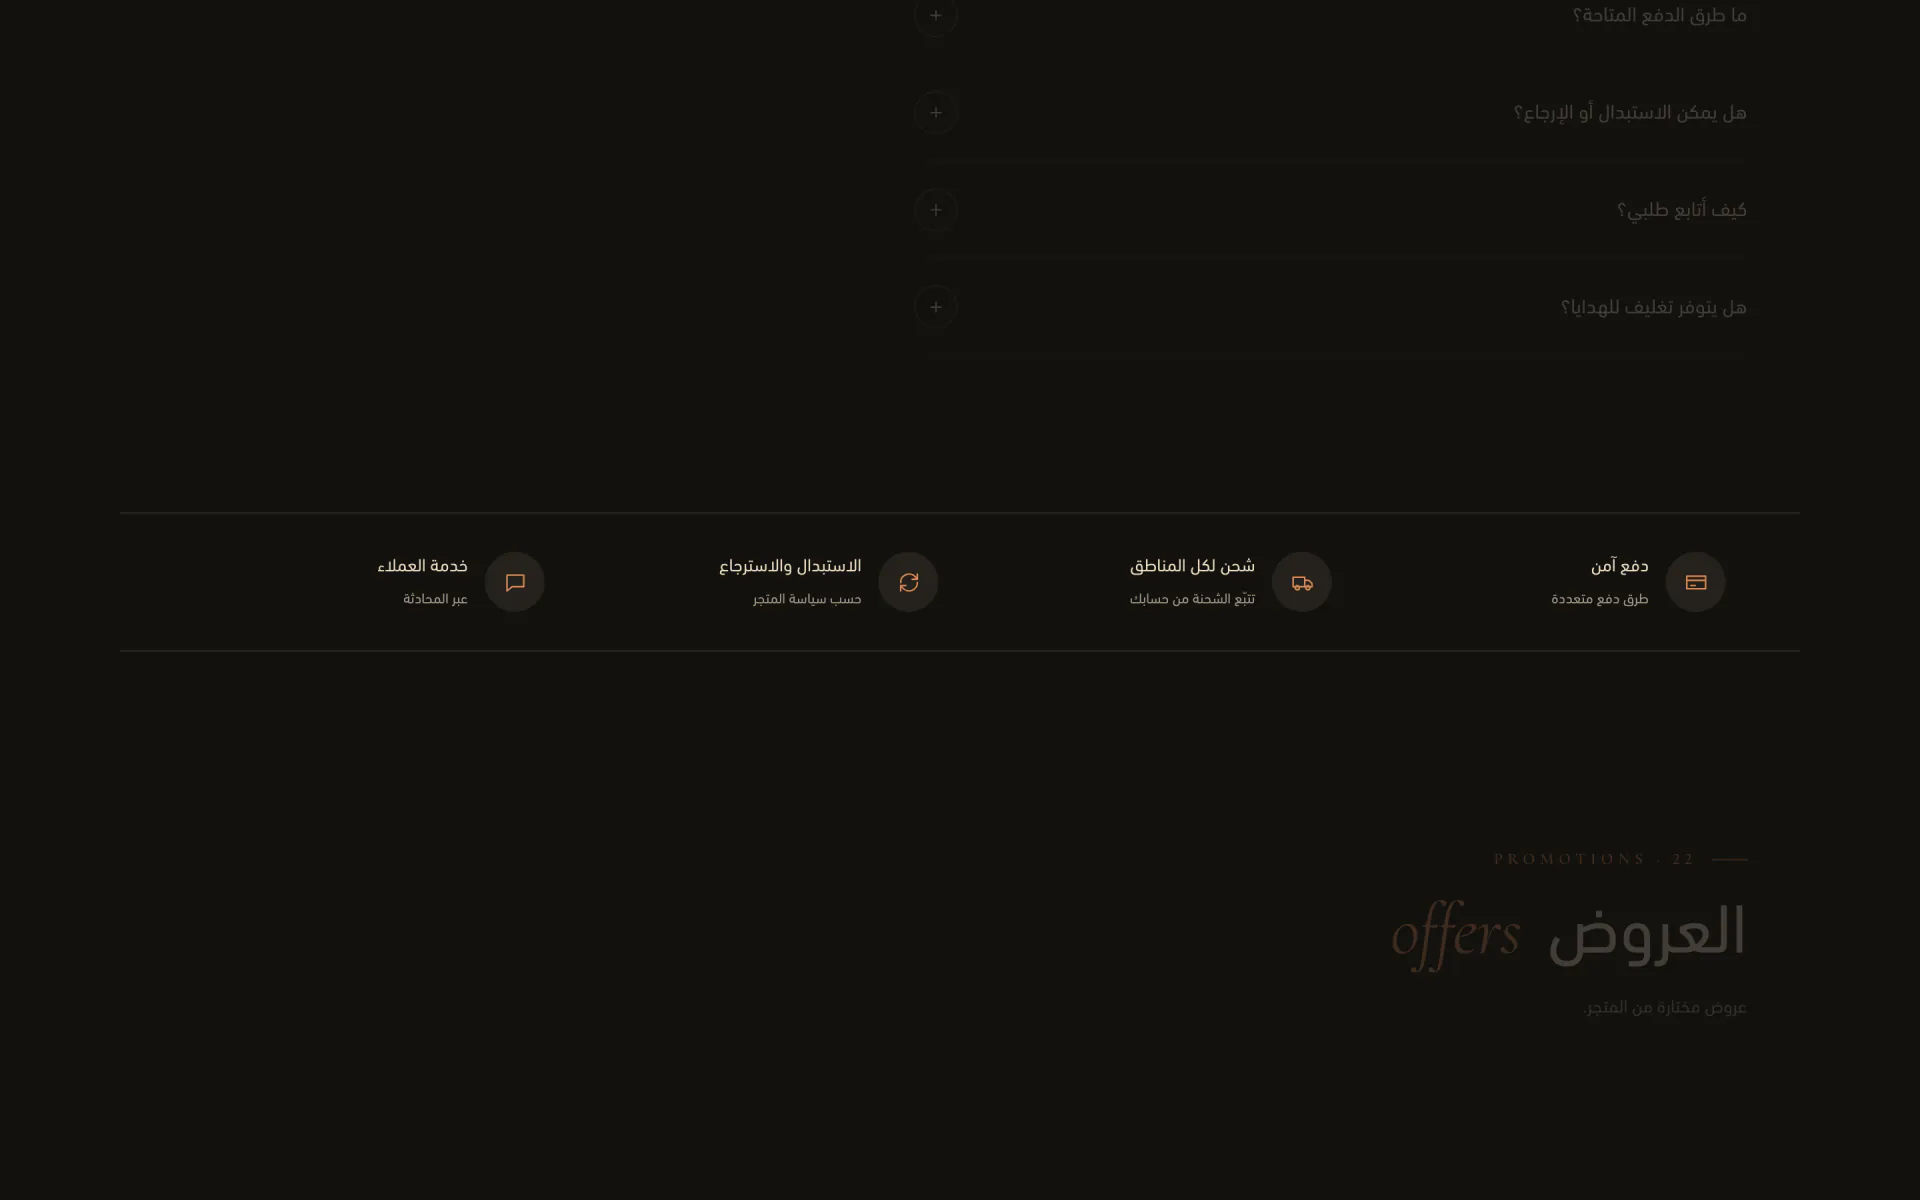 ما طرق الدفع المتاحة؟
هل يمكن الاستبدال أو الإرجاع؟
كيف أتابع طلبي؟
هل يتوفر تغليف للهدايا؟
دفع آمن
طرق دفع متعددة
شحن لكل المناطق
تتبّع الشحنة من حسابك
الاستبدال والاسترجاع
حسب سياسة المتجر
خدمة العملاء
عبر المحادثة
PROMOTIONS · 22
العروض offers
عروض مختارة من المتجر.